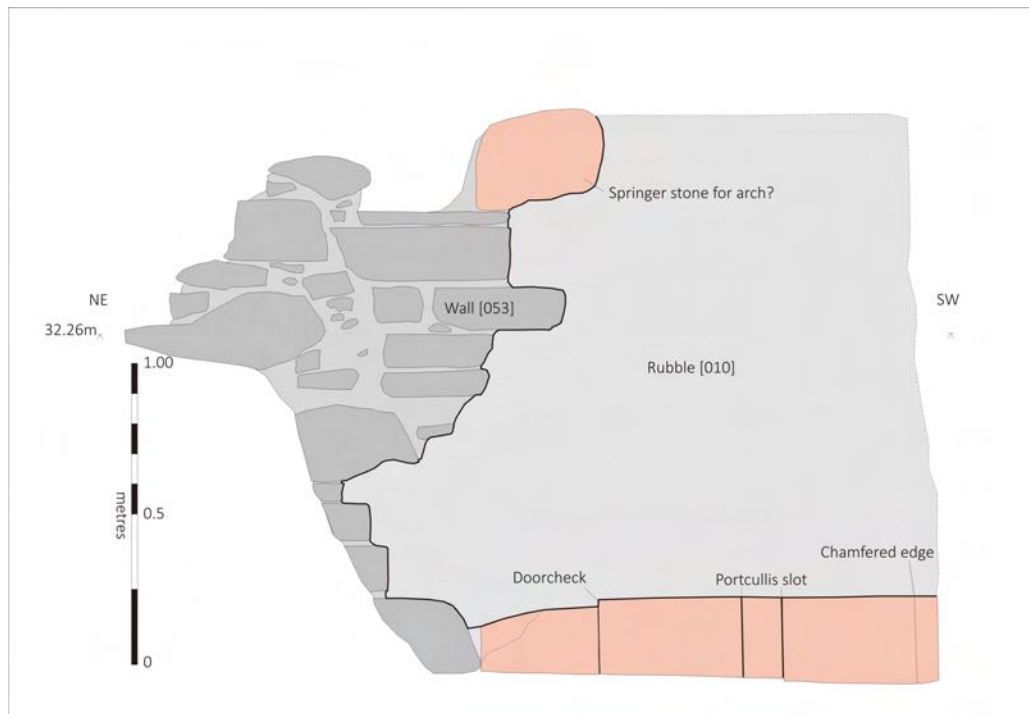 Springer stone for arch?
NE
Wall [053]
SW
32.26m
1.00
Rubble [010]
metres
0.5
Chamfered edge
Doorcheck
Portcullis slot
0